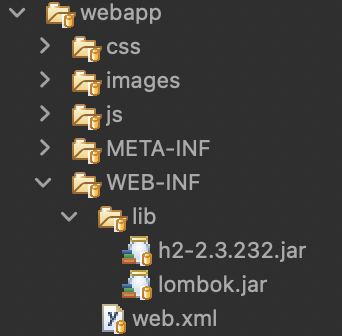 webapp
css
images
js
META-INF
WEB-INF
lib
h2-2.3.232.jar
lombok.jar
web.xml